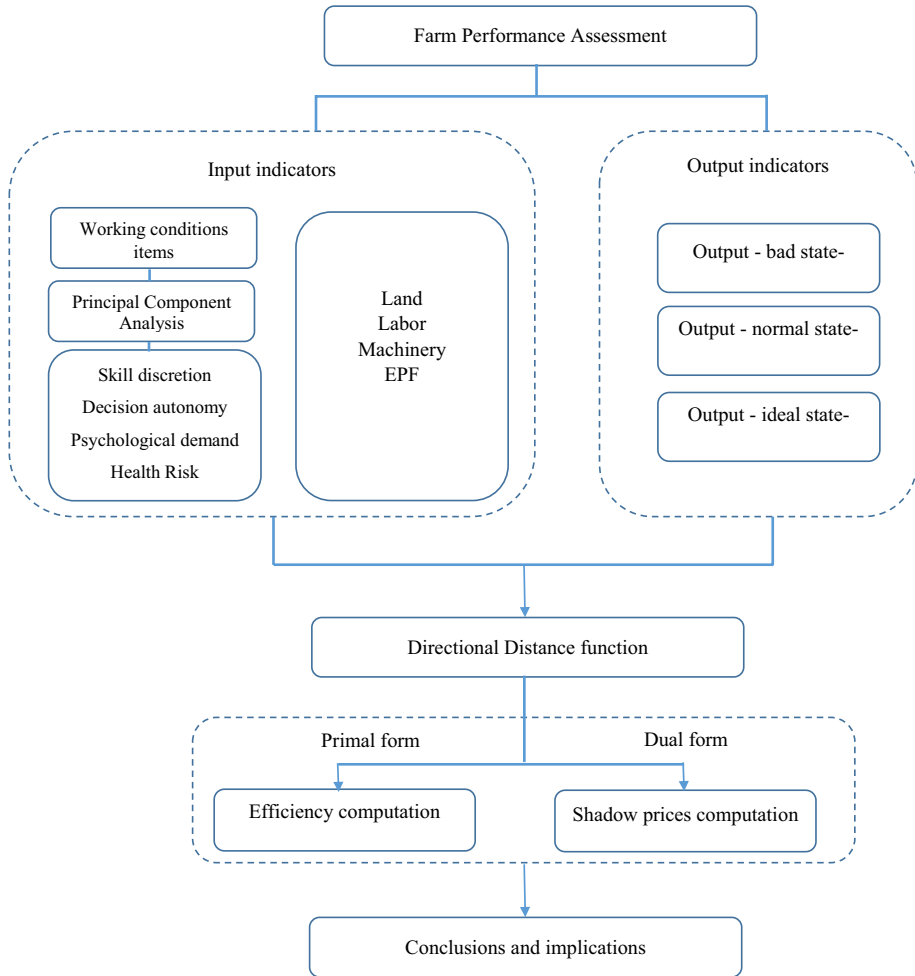 Farm Performance Assessment
Input indicators
Working conditions
items
Principal Component
Analysis
Skill discretion
Decision autonomy
Psychological demand
Health Risk
Land
Labor
Machinery
EPF
Output indicators
Output - bad state-
Output - normal state-
Output - ideal state-
Directional Distance function
Primal form
Dual form
Efficiency computation
Shadow prices computation
Conclusions and implications